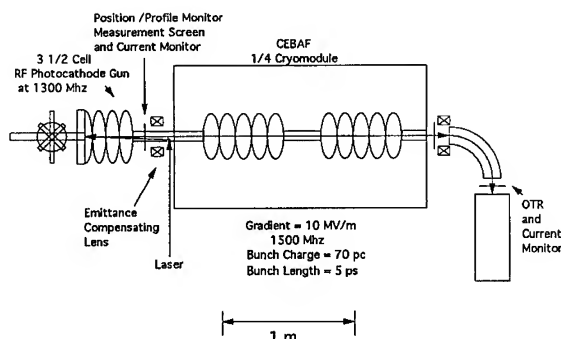 Position /Profile Monitor
Measurement Screen
and Current Monitor
3 1/2 Cell
RF Photocathode Gun
at 1300 Mhz
CEBAF
1/4 Cryomodule
Emittance
Compensating
Lens
Laser
Gradient = 10 MV/m
1500 Mhz
Bunch Charge = 70 pc
Bunch Length = 5 ps
OTR
and
Current
Monitor
1 m